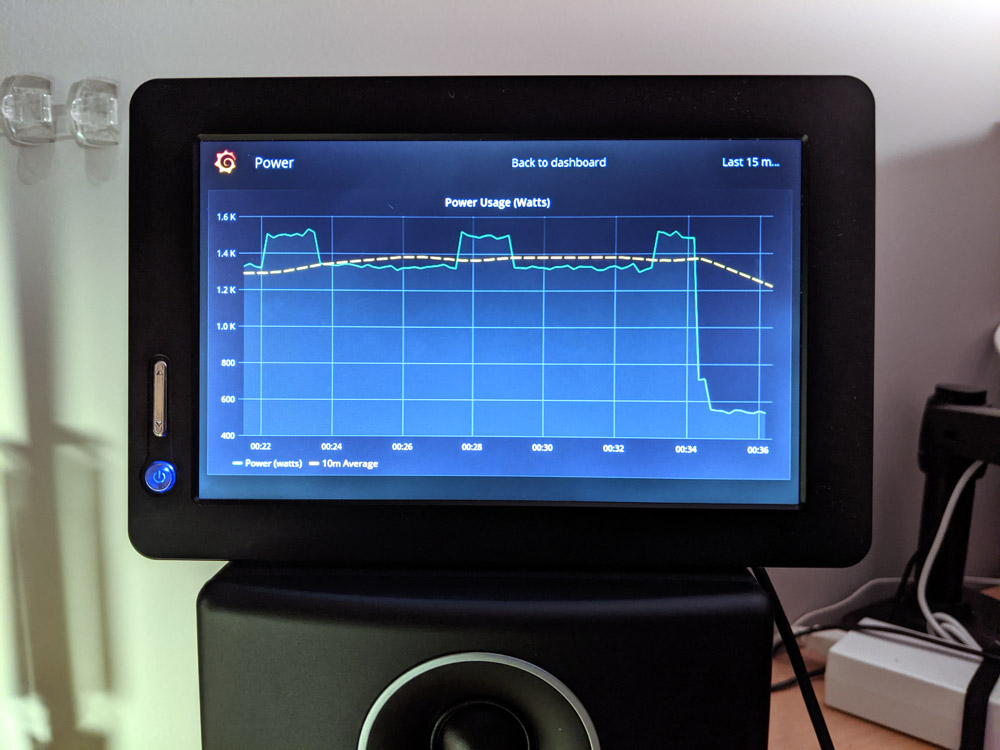 Power Back to dashboard Last 15 m...
Power Usage (Watts)
1.6 K
1.4 K
1.2 K
1.0 K
800
600
400
00:22 00:24 00:26 00:28 00:30 00:32 00:34 00:36
Power (watts) 10m Average